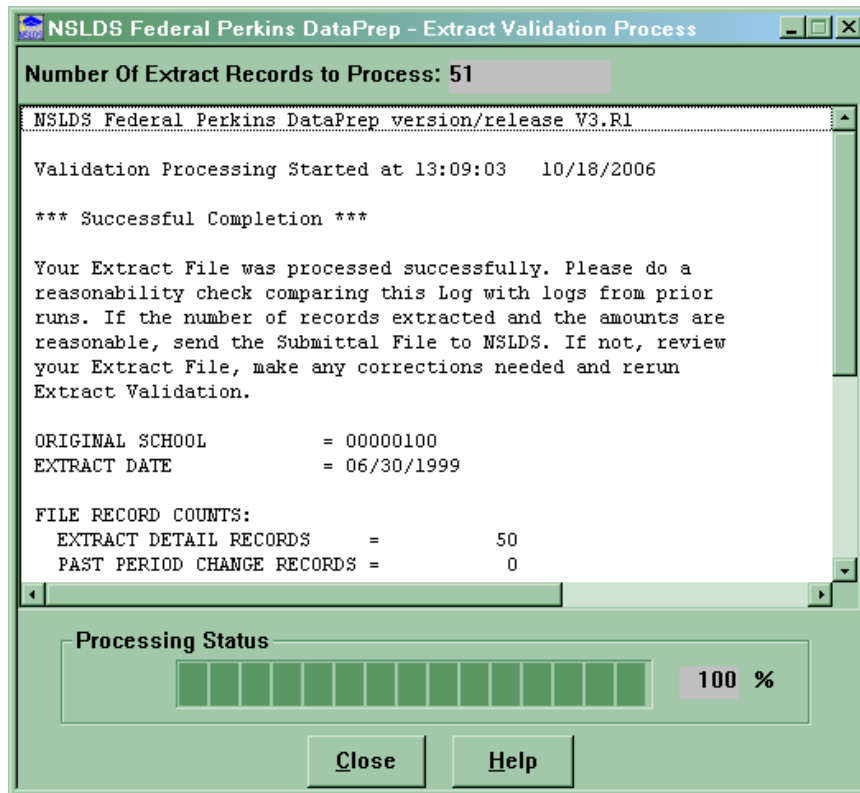 NSLDS Federal Perkins DataPrep - Extract Validation Process
Number Of Extract Records to Process: 51
NSLDS Federal Perkins DataPrep version/release V3.R1
Validation Processing Started at 13:09:03 10/18/2006
*** Successful Completion ***
Your Extract File was processed successfully. Please do a
reasonability check comparing this Log with logs from prior
runs. If the number of records extracted and the amounts are
reasonable, send the Submittal File to NSLDS. If not, review
your Extract File, make any corrections needed and rerun
Extract Validation.
ORIGINAL SCHOOL = 00000100
EXTRACT DATE = 06/30/1999
FILE RECORD COUNTS:
EXTRACT DETAIL RECORDS = 50
PAST PERIOD CHANGE RECORDS = 0
Processing Status
100 %
Close Help